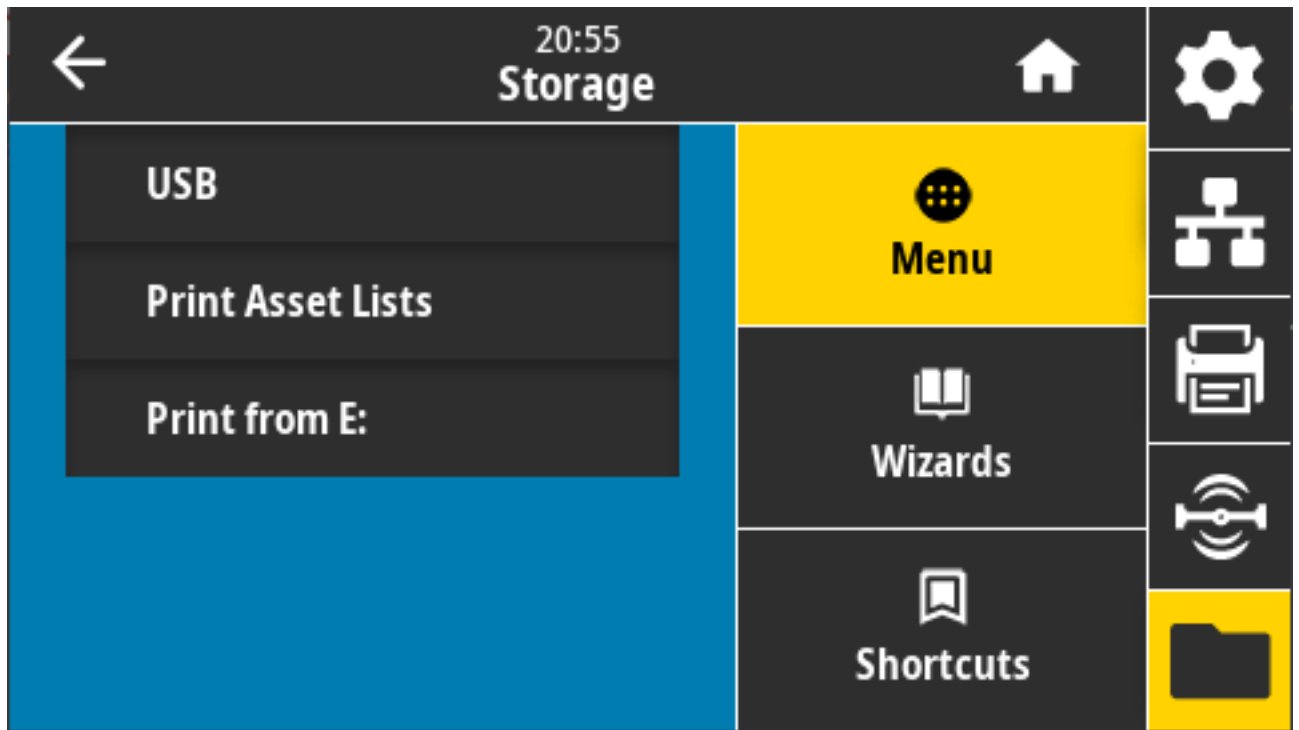 20:55
Storage
USB
Print Asset Lists
Print from E:
Menu
Wizards
Shortcuts